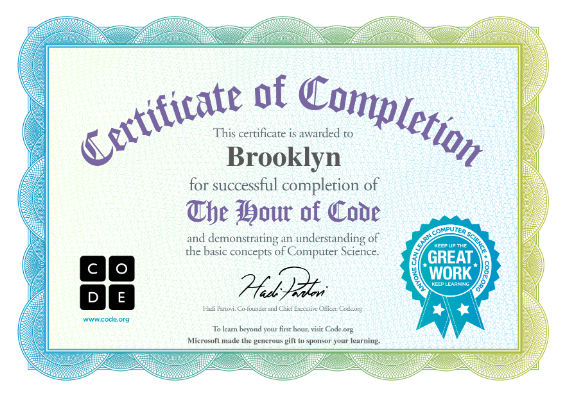 Certificate of Completion
This certificate is awarded to
Brooklyn
for successful completion of
The Hour of Code
and demonstrating an understanding of
the basic concepts of Computer Science.
Hadi Partovi
Hadi Partovi, Co-founder and Chief Executive Officer, Code.org
To learn beyond your first hour, visit Code.org
Microsoft made the generous gift to sponsor your learning.
C O
D E
www.code.org
ANYONE CAN LEARN COMPUTER SCIENCE • CODE.ORG
KEEP UP THE
GREAT
WORK
KEEP LEARNING